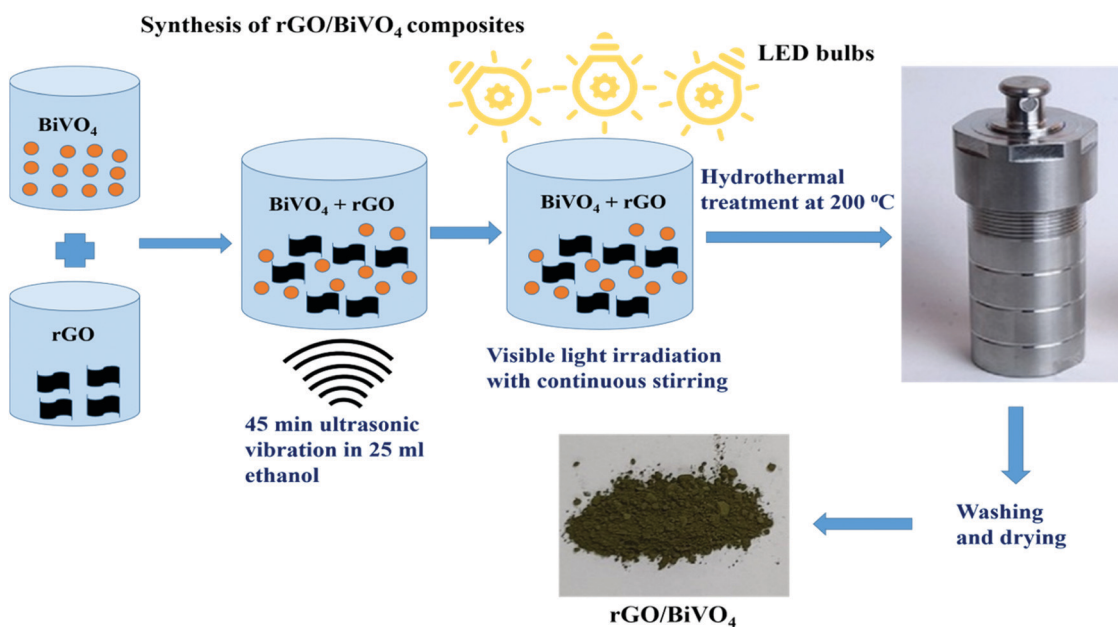 Synthesis of rGO/BiVO₄ composites
LED bulbs
BiVO₄
rGO
BiVO₄ + rGO
45 min ultrasonic
vibration in 25 ml
ethanol
BiVO₄ + rGO
Visible light irradiation
with continuous stirring
Hydrothermal
treatment at 200 ºC
Washing
and drying
rGO/BiVO₄